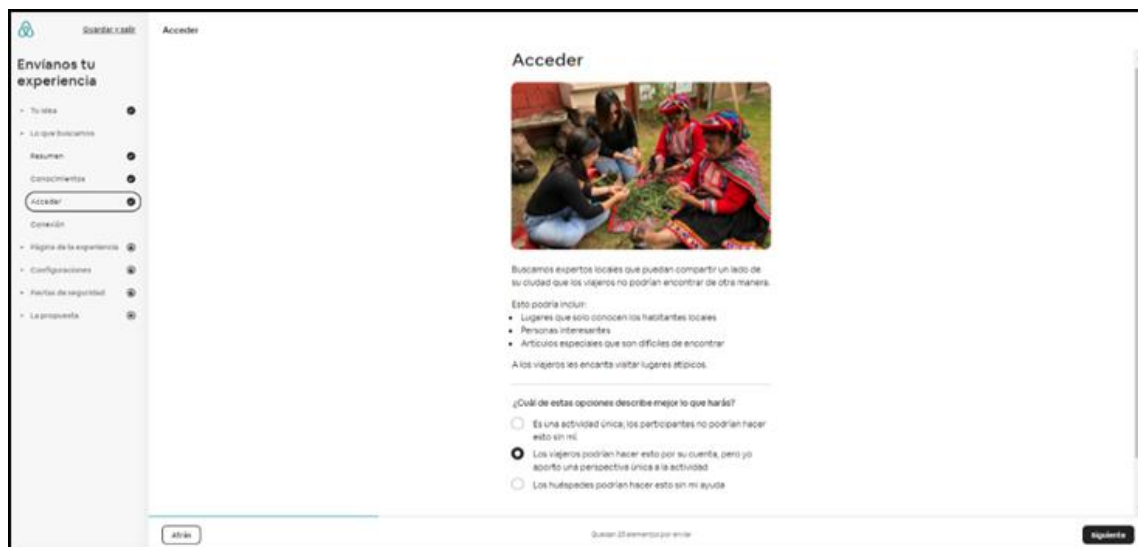 Guardar y salir
Acceder
Envíanos tu
experiencia
Tu idea
Lo que buscamos
Resumen
Conocimientos
Acceder
Conexión
Página de la experiencia
Configuraciones
Pautas de seguridad
La propuesta
Acceder
Buscamos expertos locales que puedan compartir un lado de
su ciudad que los viajeros no podrían encontrar de otra manera.
Esto podría incluir:
• Lugares que solo conocen los habitantes locales
• Personas interesantes
• Artículos especiales que son difíciles de encontrar
A los viajeros les encanta visitar lugares atípicos.
¿Cuál de estas opciones describe mejor lo que harás?
Es una actividad única; los participantes no podrían hacer
esto sin mí.
Los viajeros podrían hacer esto por su cuenta, pero yo
aporto una perspectiva única a la actividad
Los huéspedes podrían hacer esto sin mi ayuda
Atrás
Quedan elementos por enviar
Siguiente